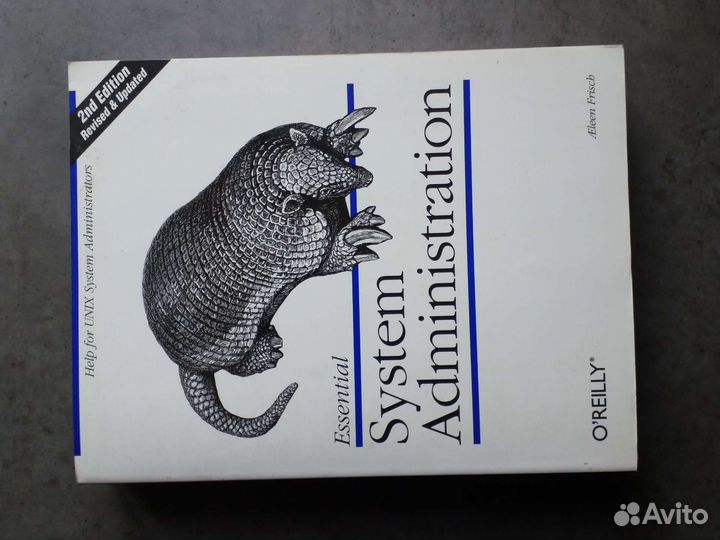 Help for UNIX System Administrators
2nd Edition
Revised & Updated
Essential
System
Administration
O'REILLY®
Æleen Frisch
Avito